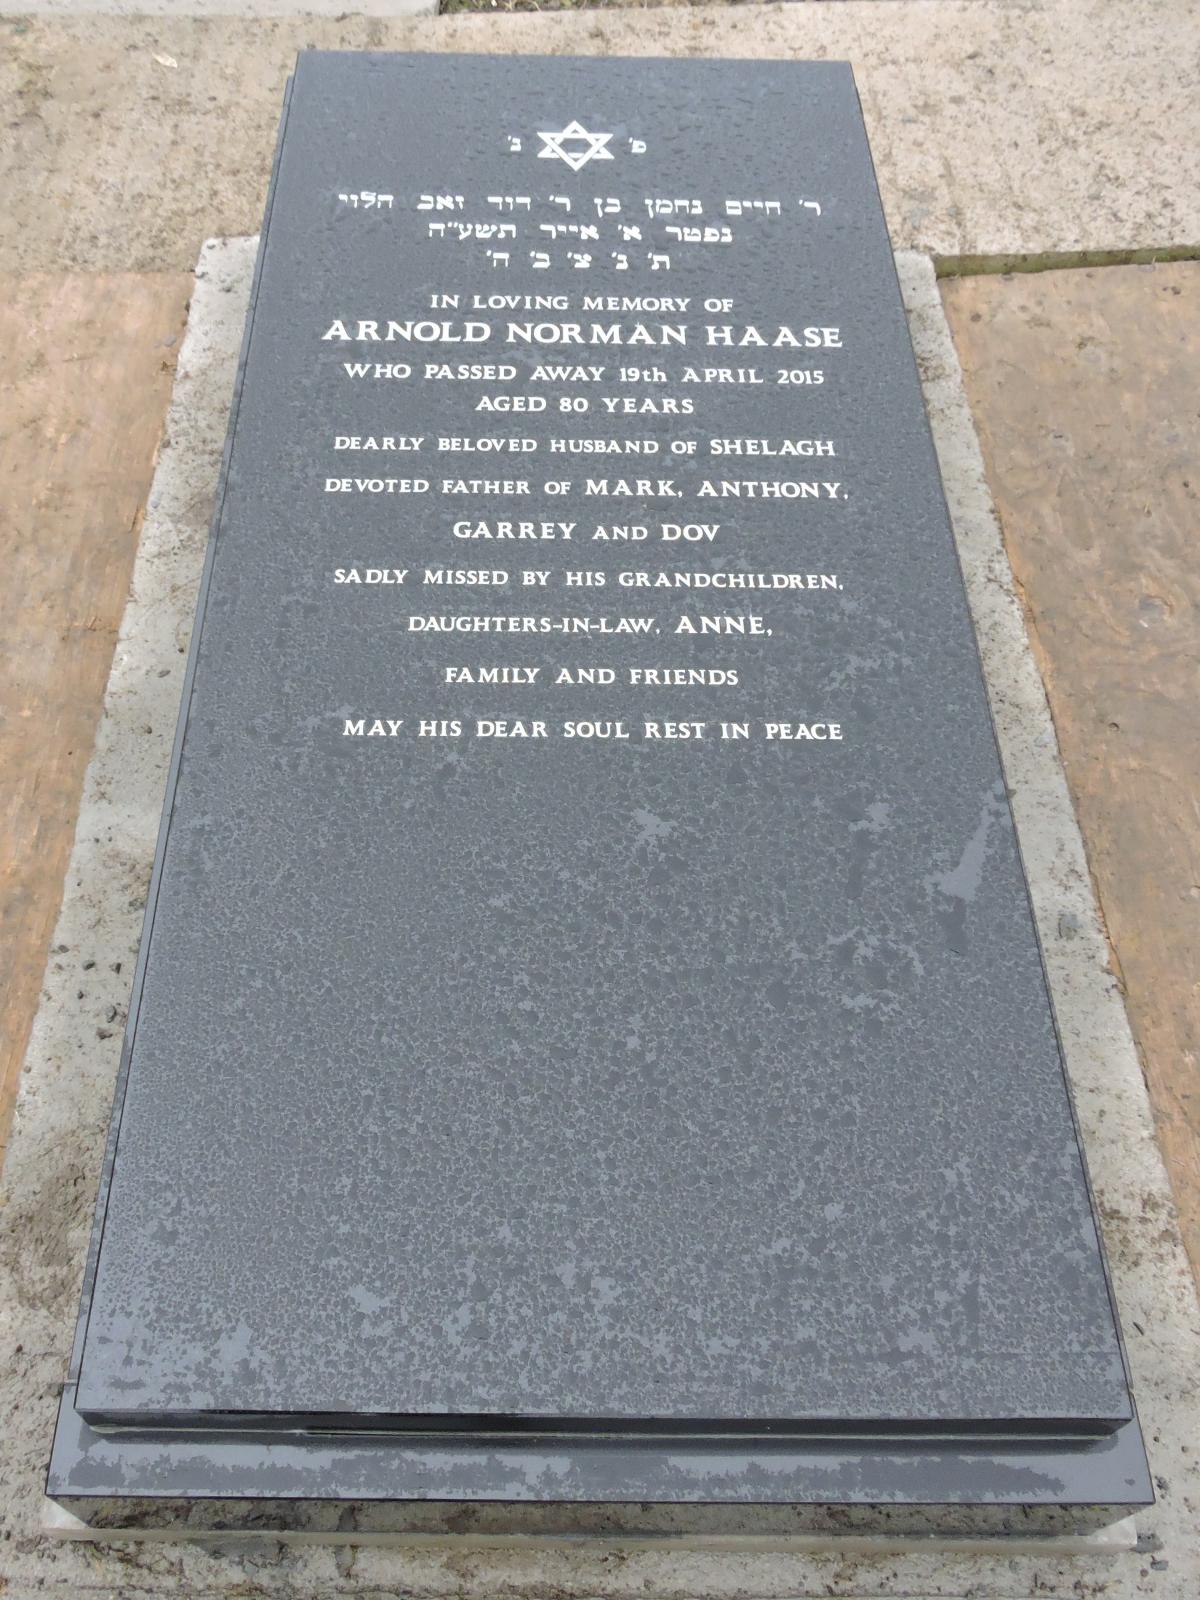 פ' נ'
ר' חיים נחמן בן ר' דוד זאב הלוי
נפטר א' אייר תשע"ה
ת' נ' צ' ב' ה'
IN LOVING MEMORY OF
ARNOLD NORMAN HAASE
WHO PASSED AWAY 19th APRIL 2015
AGED 80 YEARS
DEARLY BELOVED HUSBAND OF SHELAGH
DEVOTED FATHER OF MARK, ANTHONY,
GARREY AND DOV
SADLY MISSED BY HIS GRANDCHILDREN,
DAUGHTERS-IN-LAW, ANNE,
FAMILY AND FRIENDS
MAY HIS DEAR SOUL REST IN PEACE